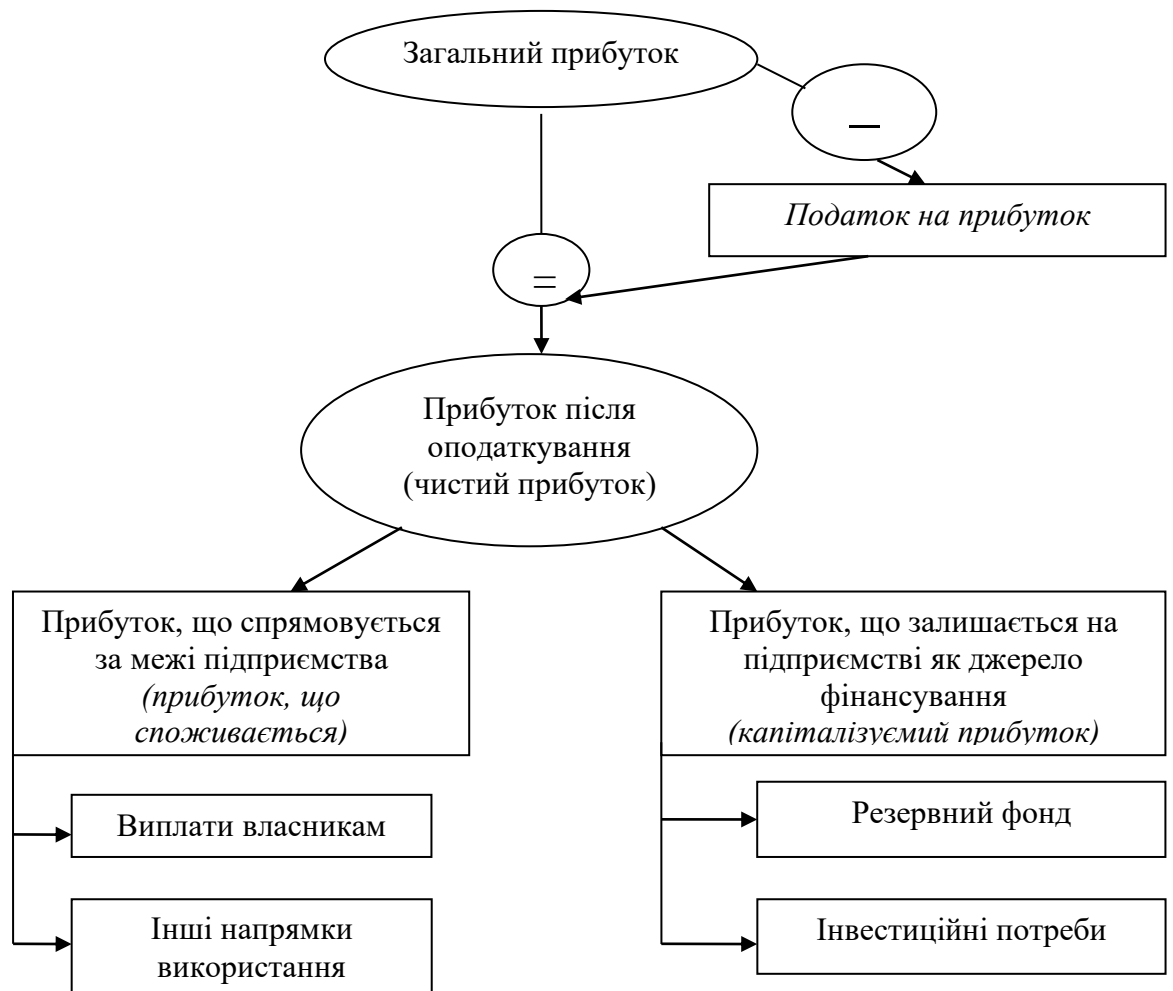 Загальний прибуток
—
Податок на прибуток
=
Прибуток після
оподаткування
(чистий прибуток)
Прибуток, що спрямовується
за межі підприємства
(прибуток, що
споживається)
Прибуток, що залишається на
підприємстві як джерело
фінансування
(капіталізуємий прибуток)
Виплати власникам
Резервний фонд
Інші напрямки
використання
Інвестиційні потреби